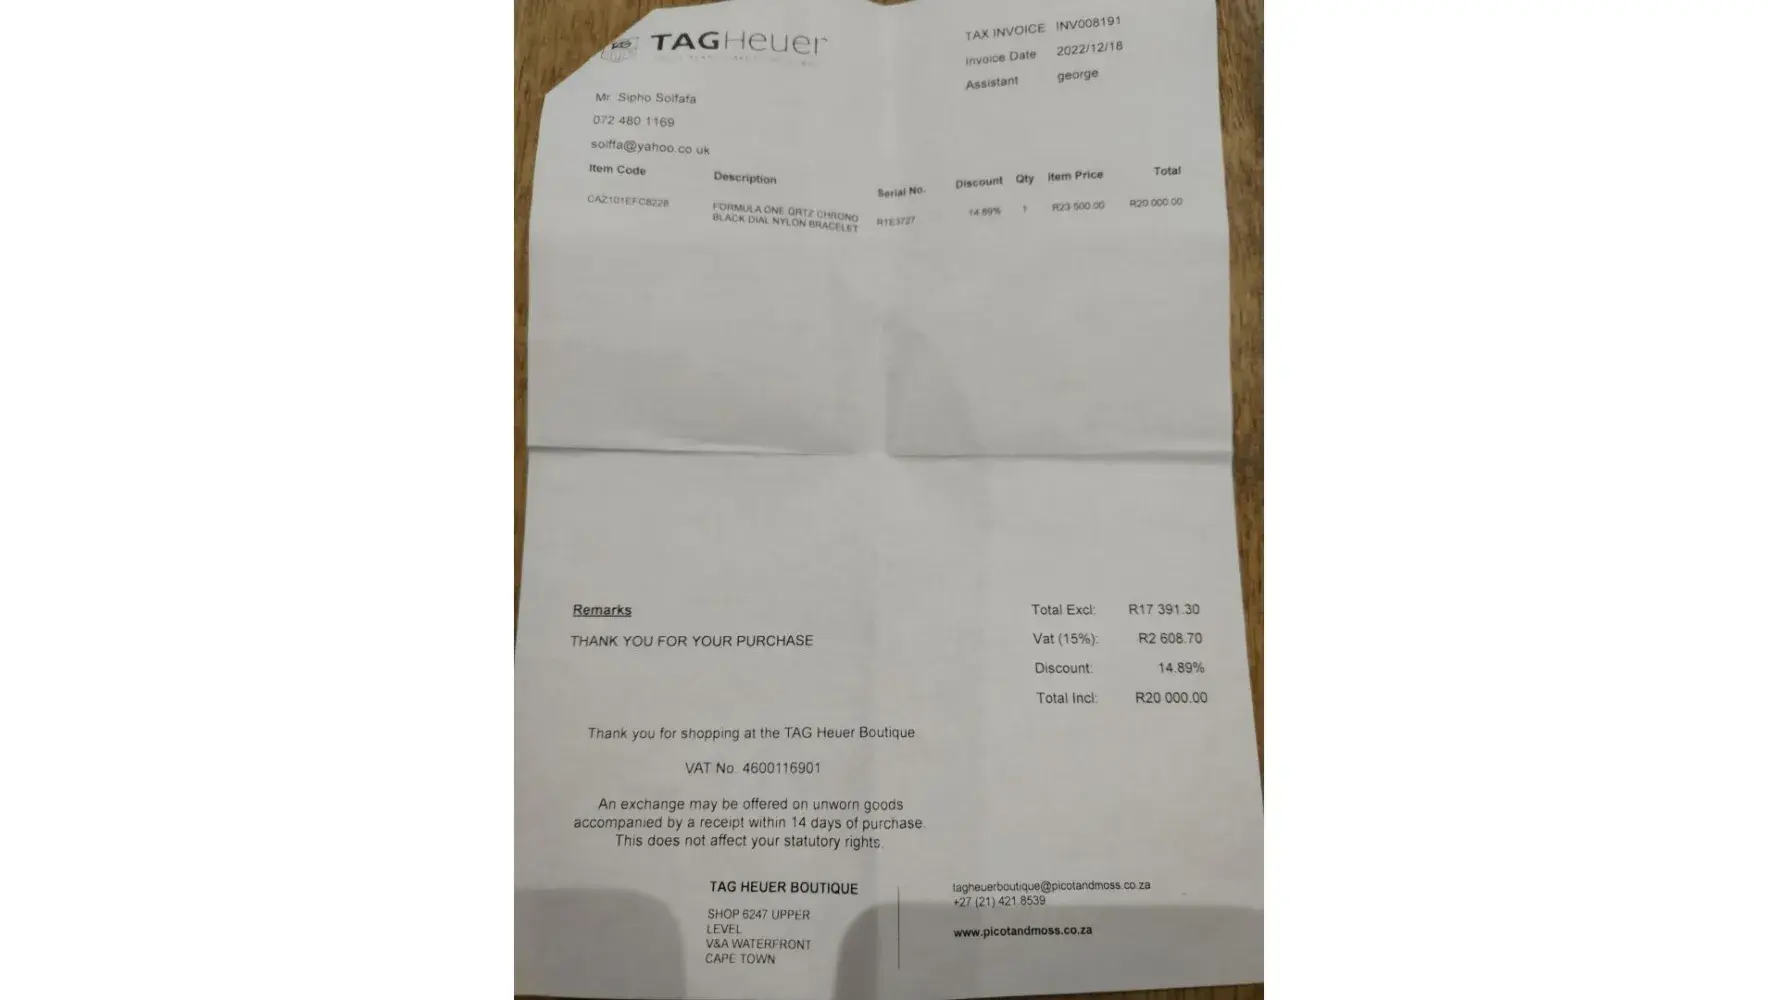 TAGHeuer
TAX INVOICE INV008191
Invoice Date 2022/12/18
Assistant george
Mr. Sipho Solfafa
072 480 1169
solffa@yahoo.co uk
Item Code Description Serial No. Discount Qty Item Price Total
CAZ101EFC8228 FORMULA ONE QRTZ CHRONO R1E3727 14.89% 1 R23 500.00 R20 000.00
BLACK DIAL NYLON BRACELET
Remarks
THANK YOU FOR YOUR PURCHASE
Total Excl: R17 391.30
Vat (15%): R2 608.70
Discount: 14.89%
Total Incl: R20 000.00
Thank you for shopping at the TAG Heuer Boutique
VAT No. 4600116901
An exchange may be offered on unworn goods
accompanied by a receipt within 14 days of purchase.
This does not affect your statutory rights.
TAG HEUER BOUTIQUE
SHOP 6247 UPPER
LEVEL
V&A WATERFRONT
CAPE TOWN
tagheuerboutique@picotandmoss.co.za
+27 (21) 421 8539
www.picotandmoss.co.za